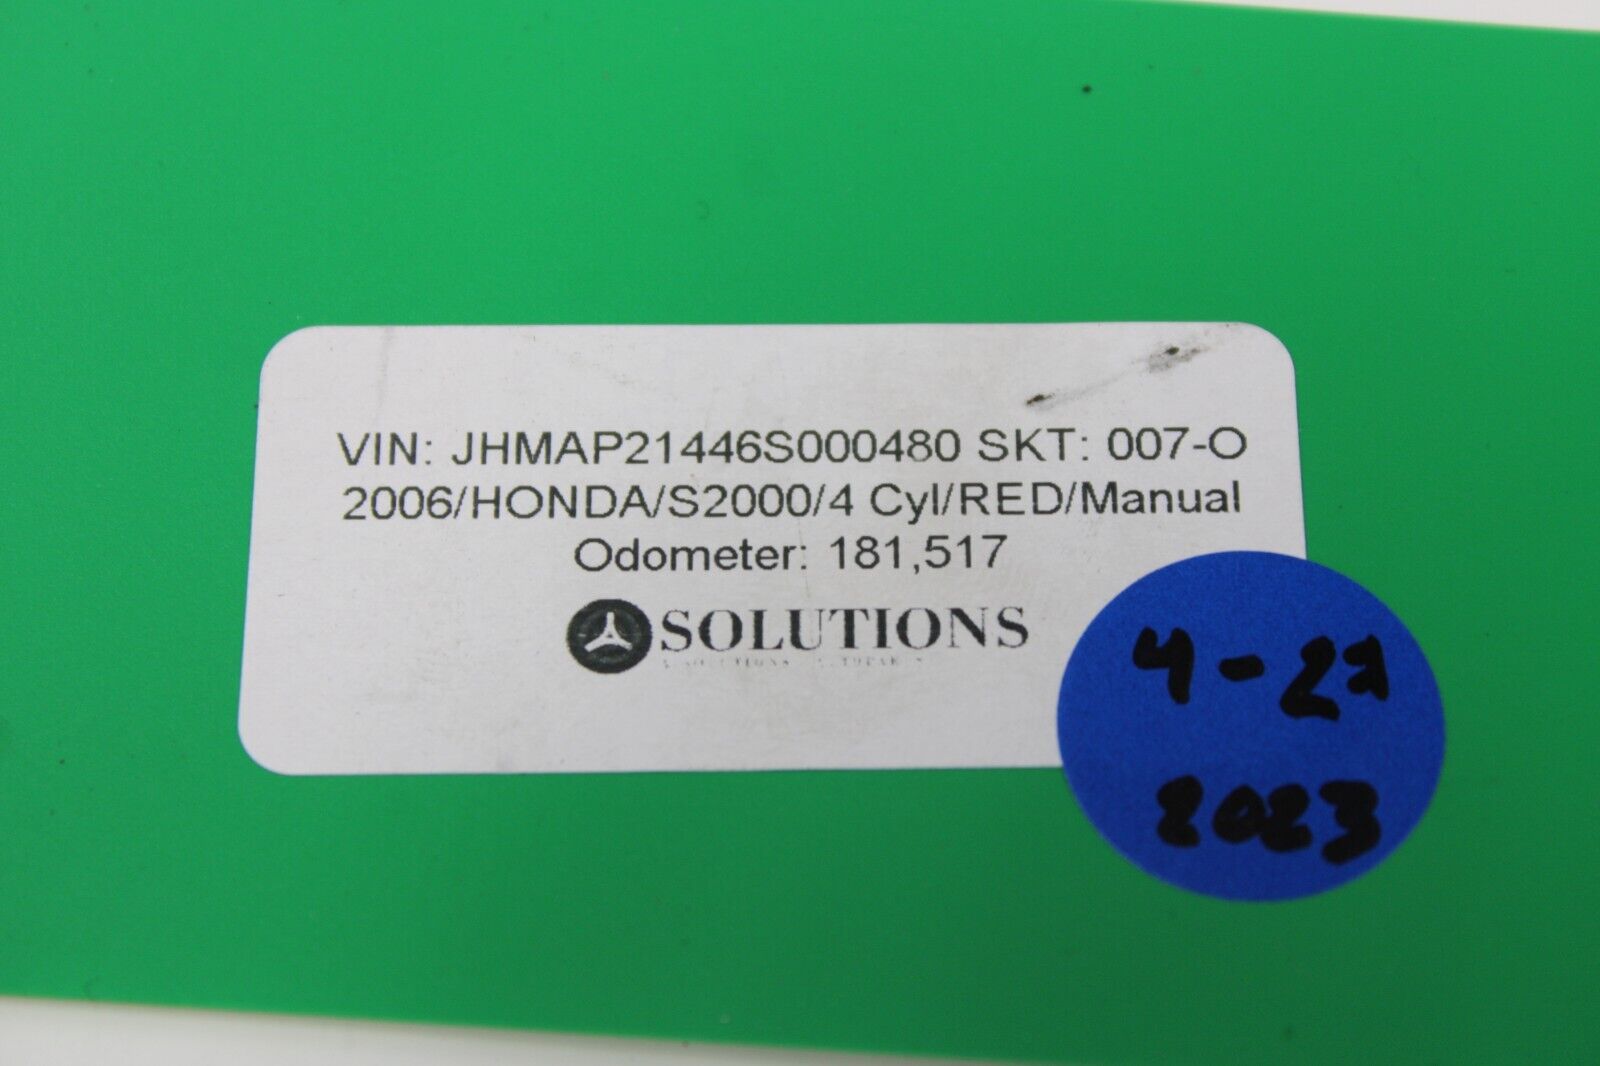 VIN: JHMAP21446S000480 SKT: 007-O
2006/HONDA/S2000/4 Cyl/RED/Manual
Odometer: 181,517
SOLUTIONS
4-27
2023